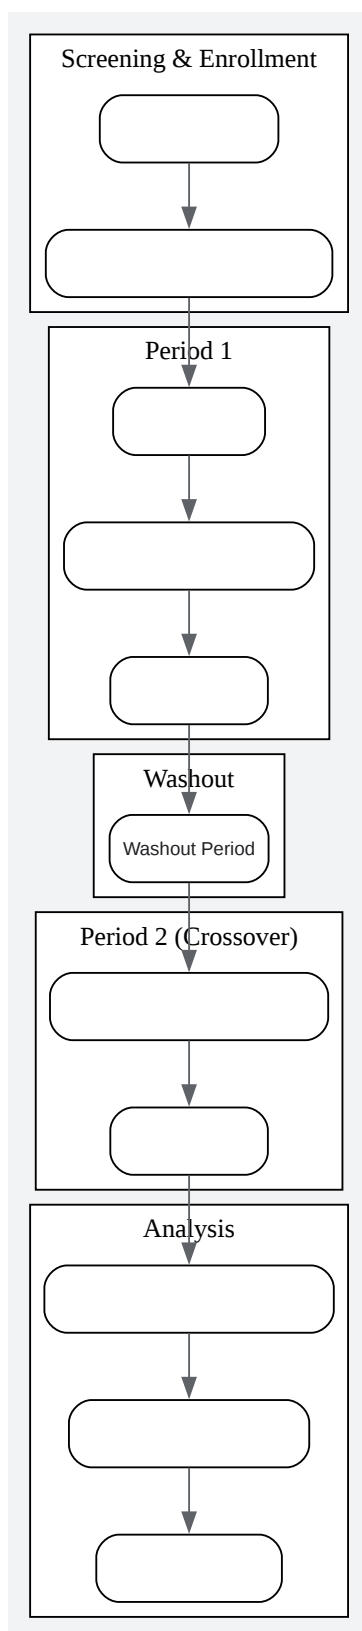 Screening & Enrollment
Period 1
Washout
Washout Period
Period 2 (Crossover)
Analysis